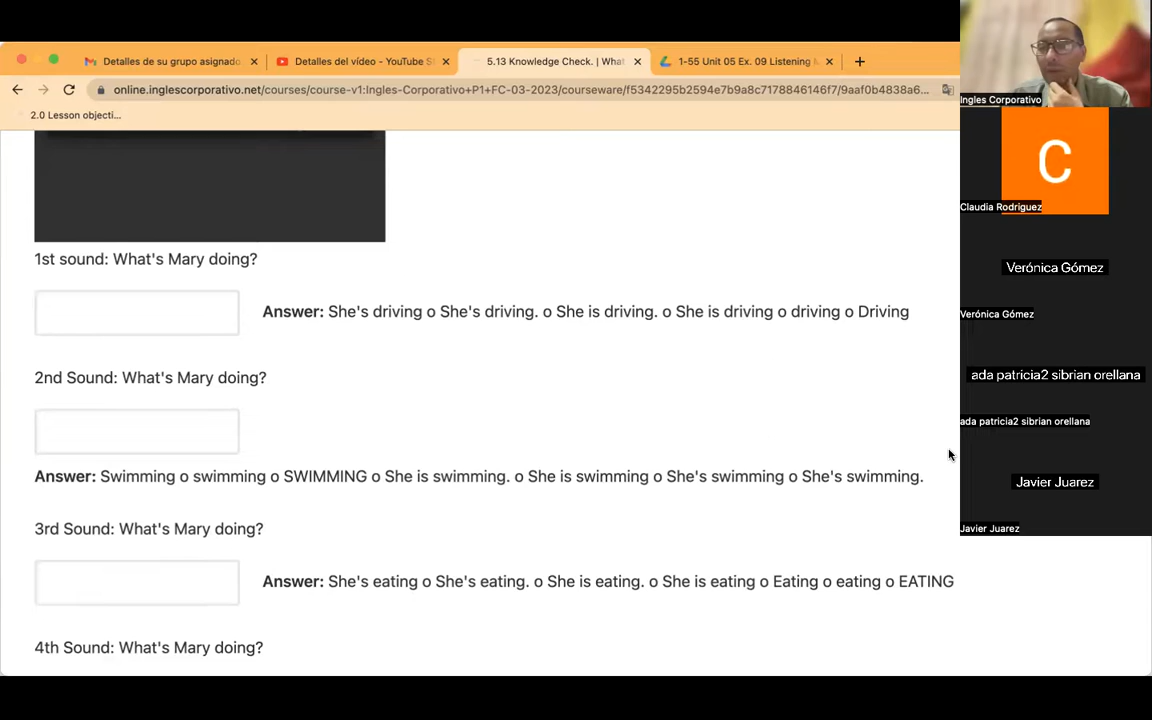 Detalles de su grupo asignado
Detalles del vídeo - YouTube S
5.13 Knowledge Check. | What
1-55 Unit 05 Ex. 09 Listening M
online.inglescorporativo.net/courses/course-v1:Ingles-Corporativo+P1+FC-03-2023/courseware/f5342295b2594e7b9a8c7178846146f7/9aaf0b4838a6...
2.0 Lesson objecti...
1st sound: What's Mary doing?
Answer: She's driving o She's driving. o She is driving. o She is driving o driving o Driving
2nd Sound: What's Mary doing?
Answer: Swimming o swimming o SWIMMING o She is swimming. o She is swimming o She's swimming o She's swimming.
3rd Sound: What's Mary doing?
Answer: She's eating o She's eating. o She is eating. o She is eating o Eating o eating o EATING
4th Sound: What's Mary doing?
Ingles Corporativo
C
Claudia Rodriguez
Verónica Gómez
Verónica Gómez
ada patricia2 sibrian orellana
ada patricia2 sibrian orellana
Javier Juarez
Javier Juarez